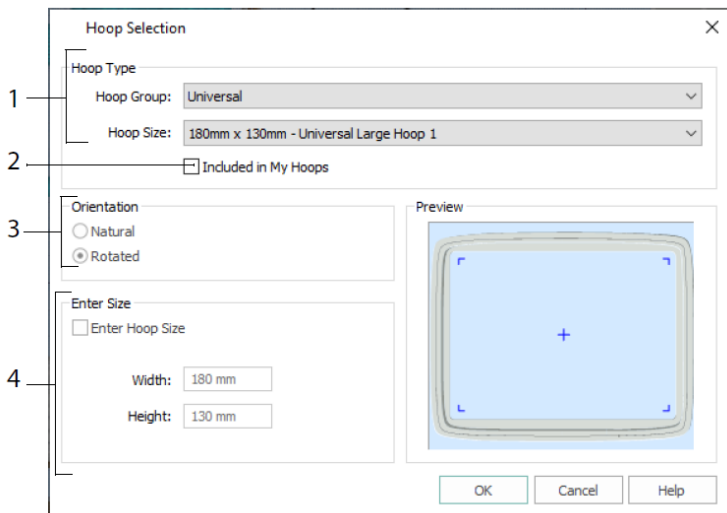 Hoop Selection
Hoop Type
1
Hoop Group: Universal
Hoop Size: 180mm x 130mm - Universal Large Hoop 1
2
Included in My Hoops
Orientation
3
Natural
Rotated
Preview
Enter Size
Enter Hoop Size
4
Width: 180 mm
Height: 130 mm
OK Cancel Help